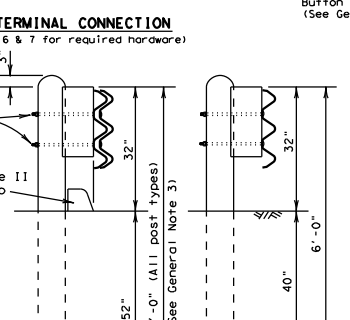 Button
(See Ge
TERMINAL CONNECTION
6 & 7 for required hardware)
3"
32"
32"
e II
o
'-0" (All post types)
See General Note 3)
6'-0"
52"
40"